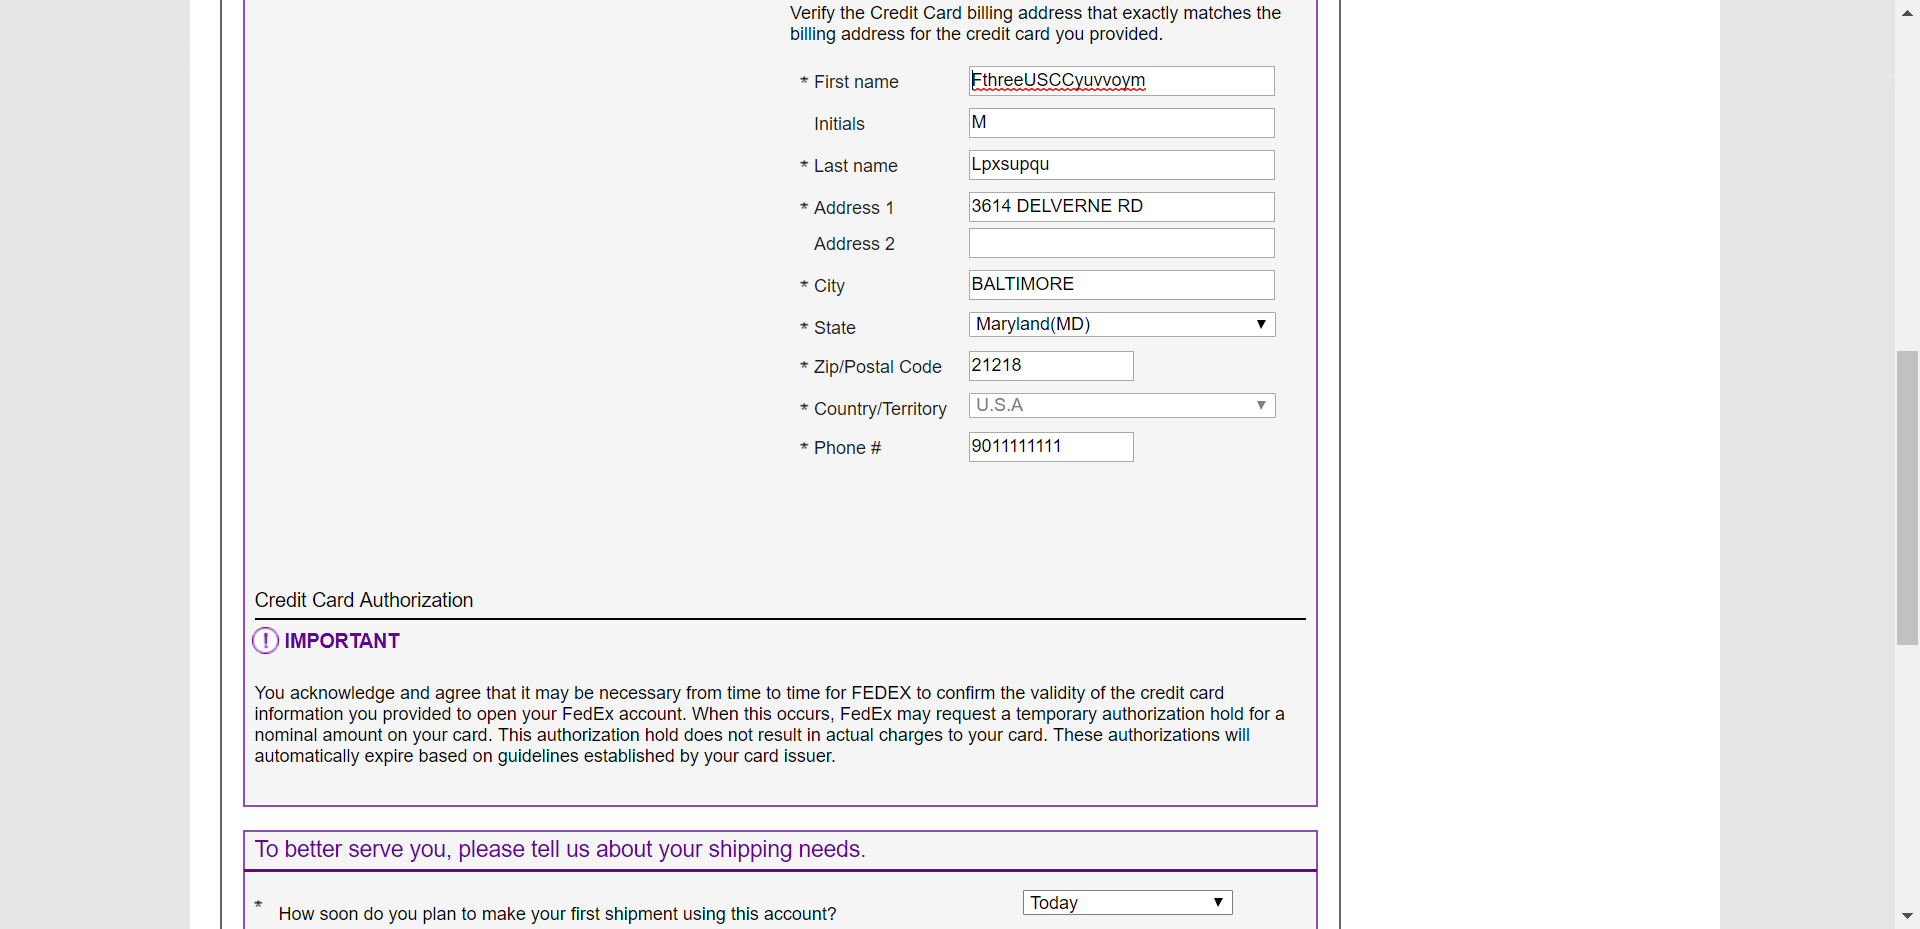 Verify the Credit Card billing address that exactly matches the
billing address for the credit card you provided.
* First name FthreeUSCCyuvvoym
Initials M
* Last name Lpxsupqu
* Address 1 3614 DELVERNE RD
Address 2
* City BALTIMORE
* State Maryland(MD)
* Zip/Postal Code 21218
* Country/Territory U.S.A
* Phone # 9011111111
Credit Card Authorization
! IMPORTANT
You acknowledge and agree that it may be necessary from time to time for FEDEX to confirm the validity of the credit card
information you provided to open your FedEx account. When this occurs, FedEx may request a temporary authorization hold for a
nominal amount on your card. This authorization hold does not result in actual charges to your card. These authorizations will
automatically expire based on guidelines established by your card issuer.
To better serve you, please tell us about your shipping needs.
* How soon do you plan to make your first shipment using this account? Today